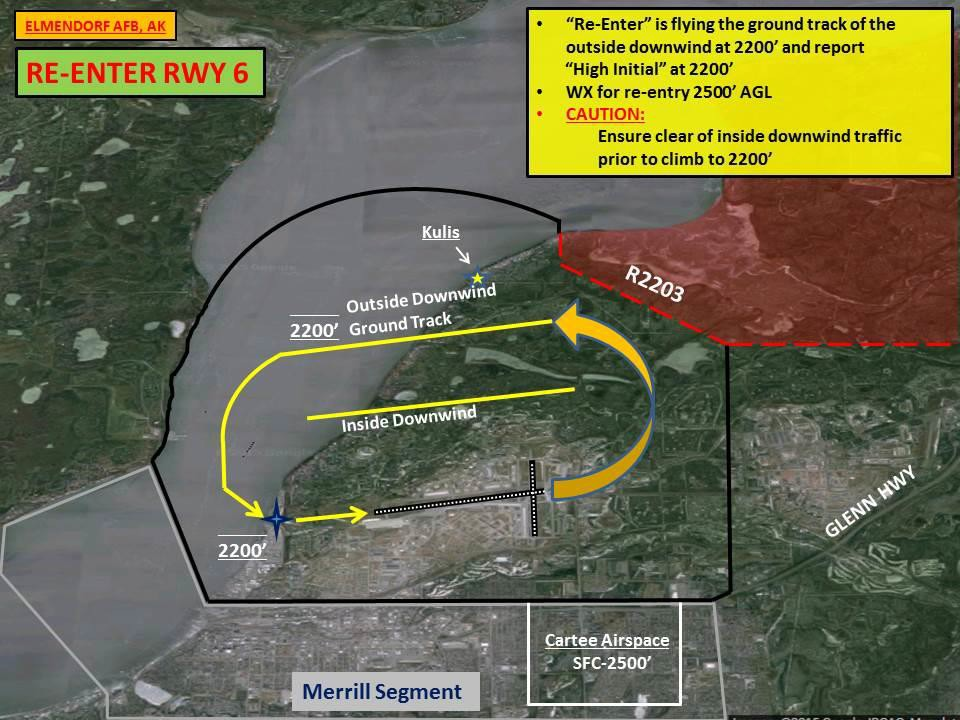 ELMENDORF AFB, AK
RE-ENTER RWY 6
• “Re-Enter” is flying the ground track of the
outside downwind at 2200’ and report
“High Initial” at 2200’
• WX for re-entry 2500’ AGL
• CAUTION:
Ensure clear of inside downwind traffic
prior to climb to 2200’
Kulis
R2203
Outside Downwind
2200’ Ground Track
Inside Downwind
GLENN HWY
2200’
Cartee Airspace
SFC-2500’
Merrill Segment